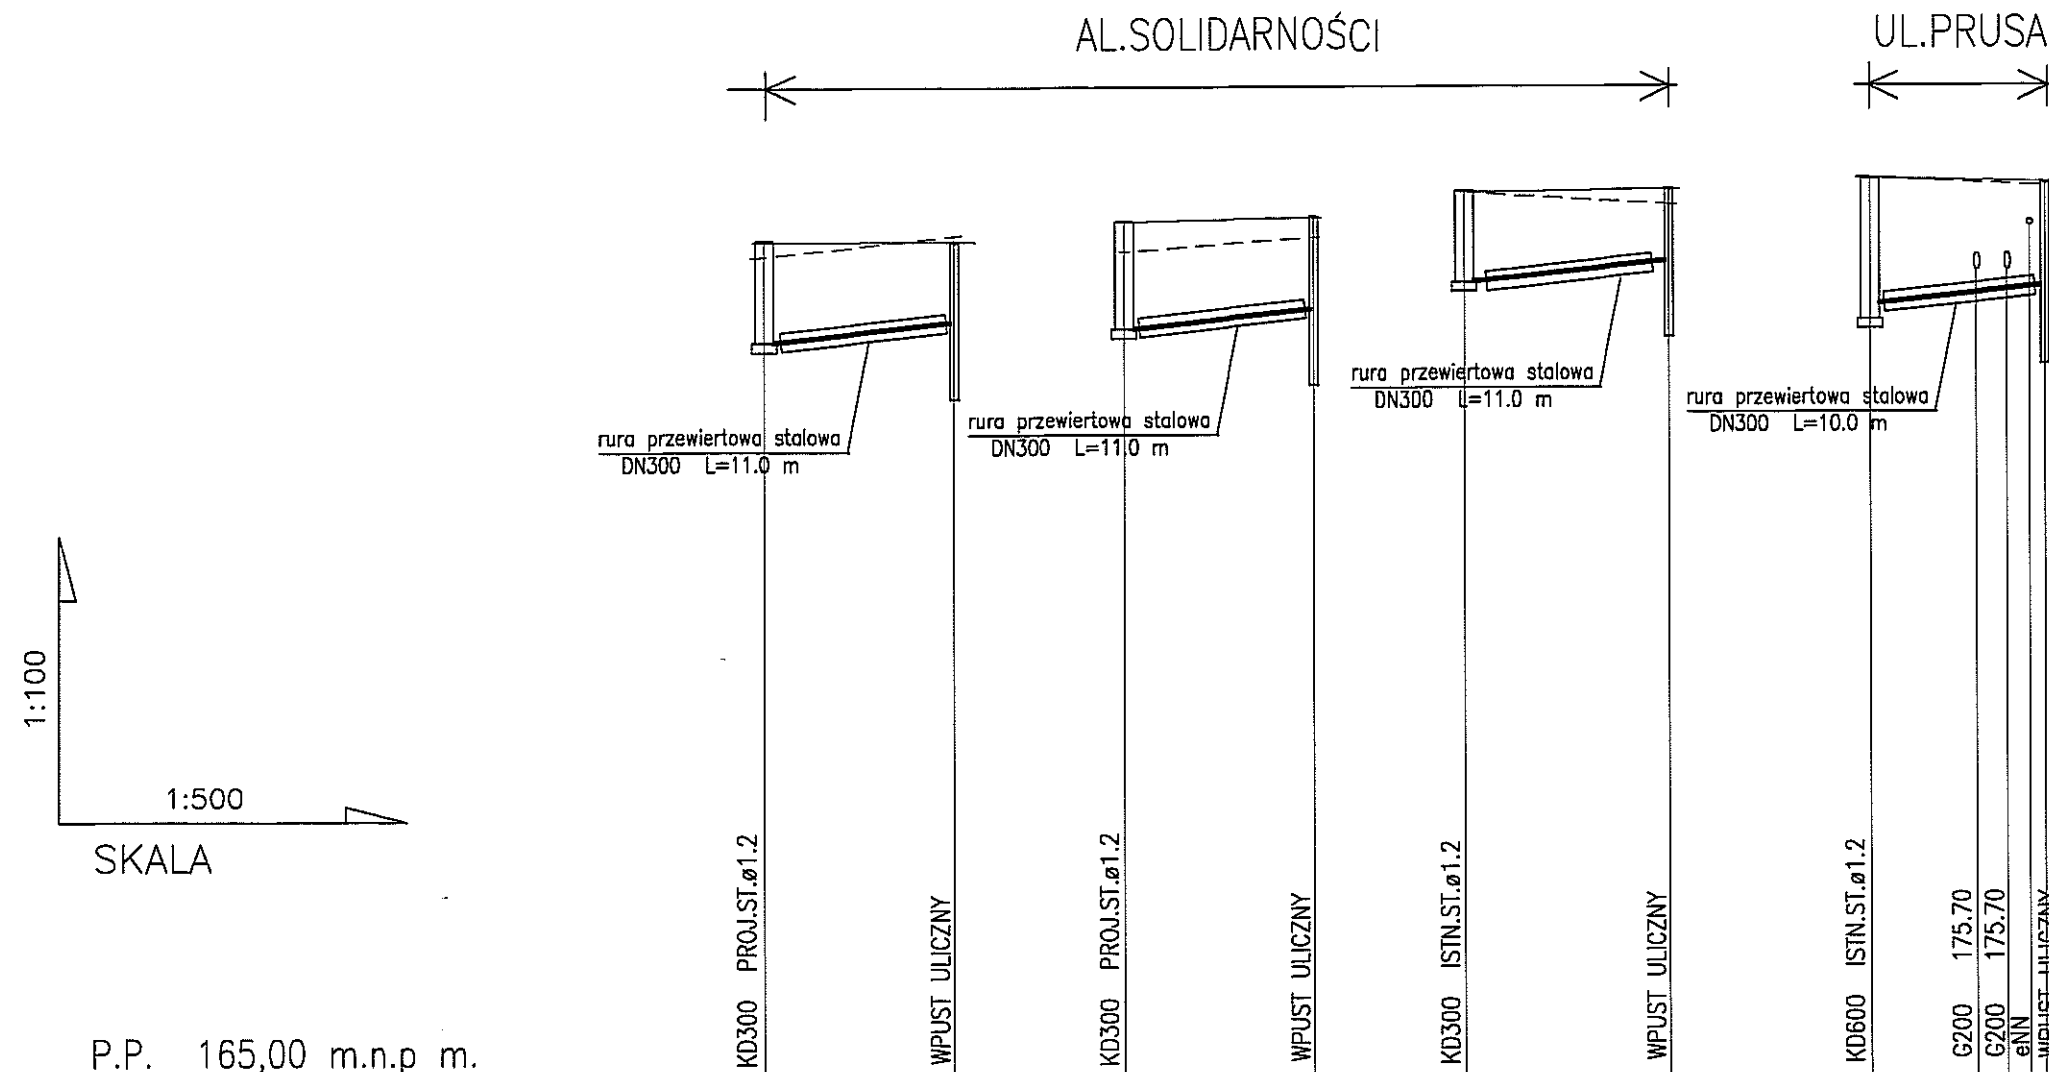 AL.SOLIDARNOŚCI
UL.PRUSA
rura przewiertowa stalowa
DN300 L=11.0 m
rura przewiertowa stalowa
DN300 L=11.0 m
rura przewiertowa stalowa
DN300 L=11.0 m
rura przewiertowa stalowa
DN300 L=10.0 m
1:100
1:500
SKALA
P.P. 165,00 m.n.p m.
KD300 PROJ.ST.ø1.2
WPUST ULICZNY
KD300 PROJ.ST.ø1.2
WPUST ULICZNY
KD300 ISTN.ST.ø1.2
WPUST ULICZNY
KD600 ISTN.ST.ø1.2
G200 175.70
G200 175.70
eNN
WPUST ULICZNY